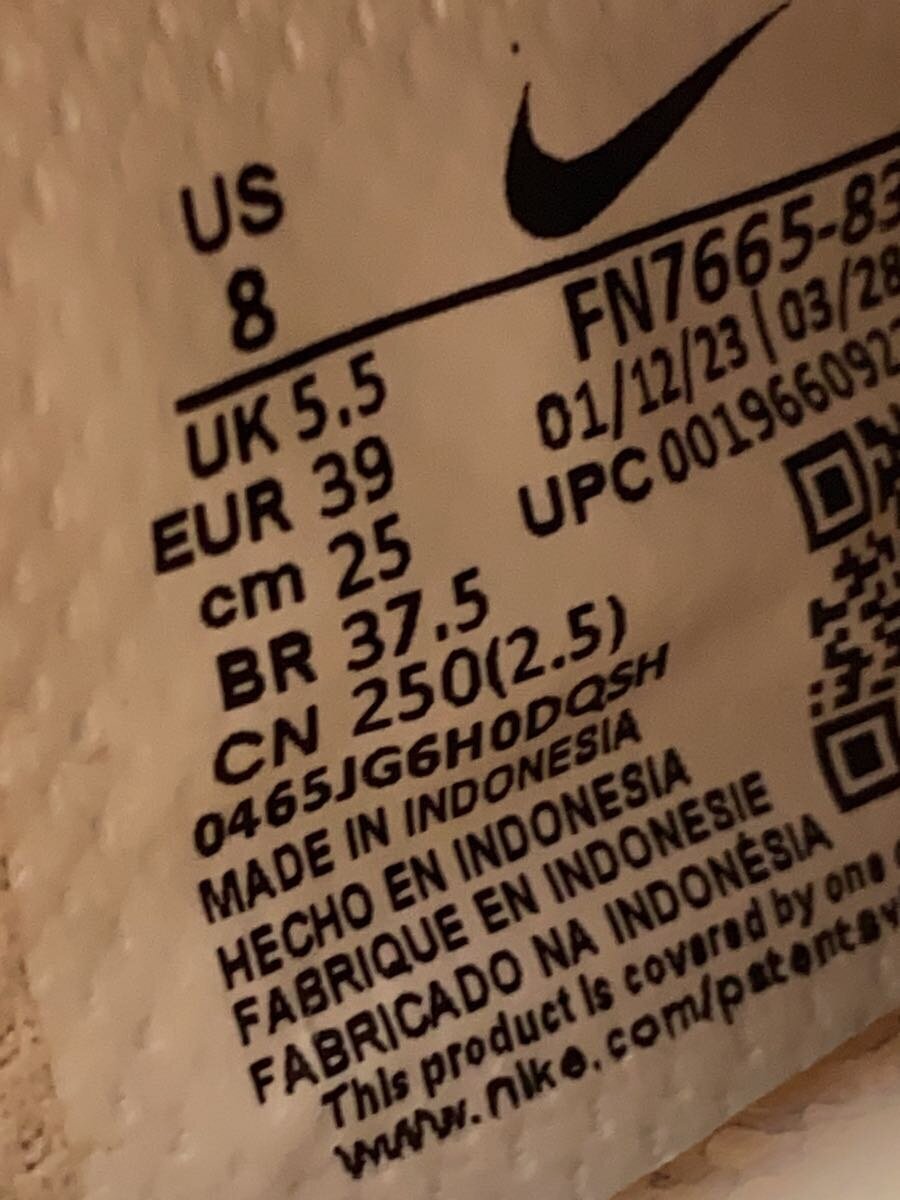 US
8
UK 5.5
EUR 39
cm 25
BR 37.5
CN 250(2.5)
FN7665-83
01/12/23 | 03/28
UPC 0019660927
0465JG6H0DQSH
MADE IN INDONESIA
HECHO EN INDONESIA
FABRIQUE EN INDONESIE
FABRICADO NA INDONÉSIA
This product is covered by one
www.nike.com/patents